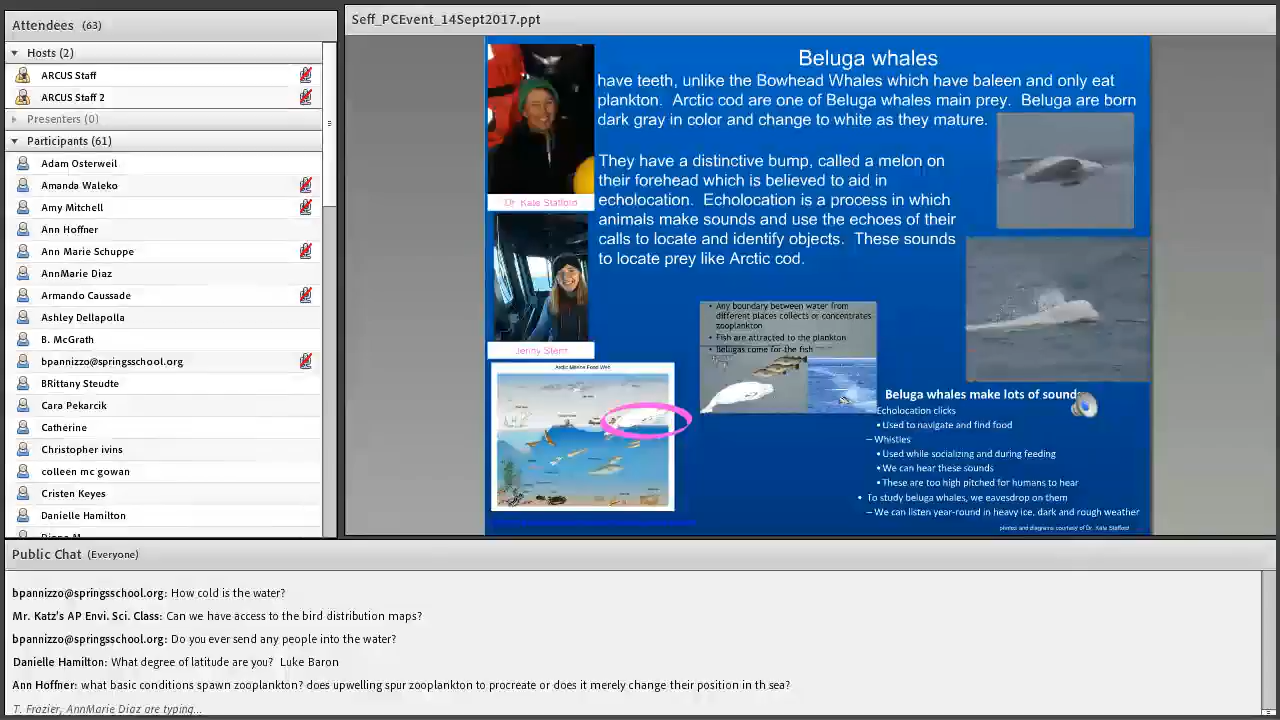 Attendees (63)
Hosts (2)
ARCUS Staff
ARCUS Staff 2
Presenters (0)
Participants (61)
Adam Osterweil
Amanda Waleko
Amy Mitchell
Ann Hoffner
Ann Marie Schuppe
AnnMarie Diaz
Armando Caussade
Ashley Dellapolla
B. McGrath
bpannizzo@springsschool.org
BRittany Steudte
Cara Pekarcik
Catherine
Christopher ivins
colleen mc gowan
Cristen Keyes
Danielle Hamilton
Seff_PCEvent_14Sept2017.ppt
Beluga whales
have teeth, unlike the Bowhead Whales which have baleen and only eat
plankton. Arctic cod are one of Beluga whales main prey. Beluga are born
dark gray in color and change to white as they mature.
They have a distinctive bump, called a melon on
their forehead which is believed to aid in
echolocation. Echolocation is a process in which
animals make sounds and use the echoes of their
calls to locate and identify objects. These sounds
to locate prey like Arctic cod.
Dr. Kate Stafford
Jenny Stern
Arctic Marine Food Web
• Any boundary between water from
different places collects or concentrates
zooplankton
• Fish are attracted to the plankton
• Belugas come for the fish
Beluga whales make lots of sound
Echolocation clicks
• Used to navigate and find food
– Whistles
• Used while socializing and during feeding
• We can hear these sounds
• These are too high pitched for humans to hear
• To study beluga whales, we eavesdrop on them
– We can listen year-round in heavy ice, dark and rough weather
photos and diagrams courtesy of Dr. Kate Stafford
Public Chat (Everyone)
bpannizzo@springsschool.org: How cold is the water?
Mr. Katz's AP Envi. Sci. Class: Can we have access to the bird distribution maps?
bpannizzo@springsschool.org: Do you ever send any people into the water?
Danielle Hamilton: What degree of latitude are you? Luke Baron
Ann Hoffner: what basic conditions spawn zooplankton? does upwelling spur zooplankton to procreate or does it merely change their position in th sea?
T. Frazier, AnnMarie Diaz are typing...